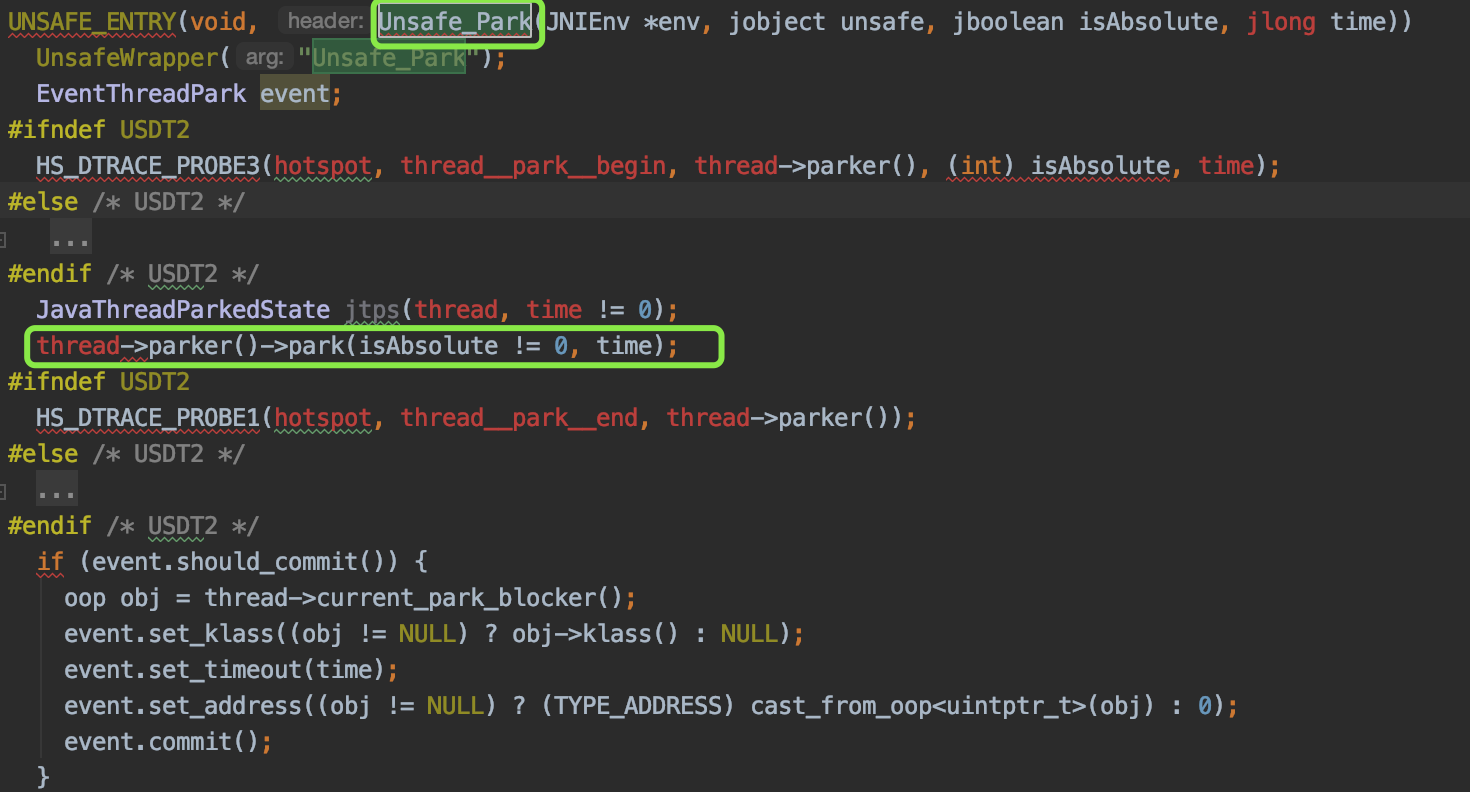 UNSAFE_ENTRY(void, header: Unsafe_Park(JNIEnv *env, jobject unsafe, jboolean isAbsolute, jlong time))
UnsafeWrapper( arg: "Unsafe_Park");
EventThreadPark event;
#ifndef USDT2
HS_DTRACE_PROBE3(hotspot, thread__park__begin, thread->parker(), (int) isAbsolute, time);
#else /* USDT2 */
...
#endif /* USDT2 */
JavaThreadParkedState jtps(thread, time != 0);
thread->parker()->park(isAbsolute != 0, time);
#ifndef USDT2
HS_DTRACE_PROBE1(hotspot, thread__park__end, thread->parker());
#else /* USDT2 */
...
#endif /* USDT2 */
if (event.should_commit()) {
oop obj = thread->current_park_blocker();
event.set_klass((obj != NULL) ? obj->klass() : NULL);
event.set_timeout(time);
event.set_address((obj != NULL) ? (TYPE_ADDRESS) cast_from_oop<uintptr_t>(obj) : 0);
event.commit();
}